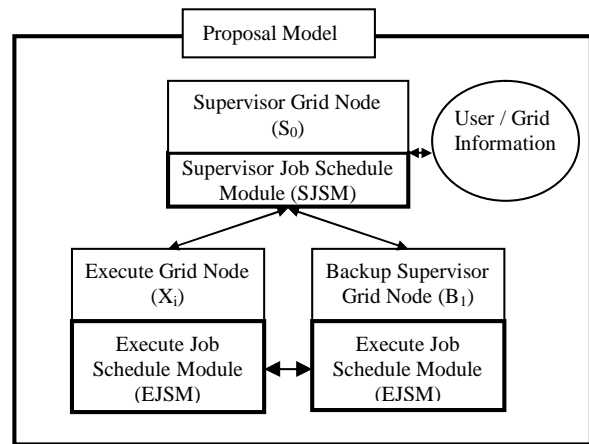 Proposal Model
Supervisor Grid Node
(S₀)
User / Grid
Information
Supervisor Job Schedule
Module (SJSM)
Execute Grid Node
(Xᵢ)
Backup Supervisor
Grid Node (B₁)
Execute Job
Schedule Module
(EJSM)
Execute Job
Schedule Module
(EJSM)